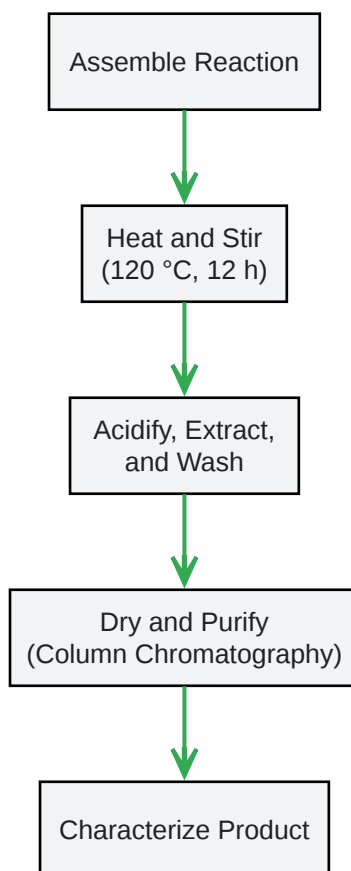 Assemble Reaction
Heat and Stir
(120 °C, 12 h)
Acidify, Extract,
and Wash
Dry and Purify
(Column Chromatography)
Characterize Product